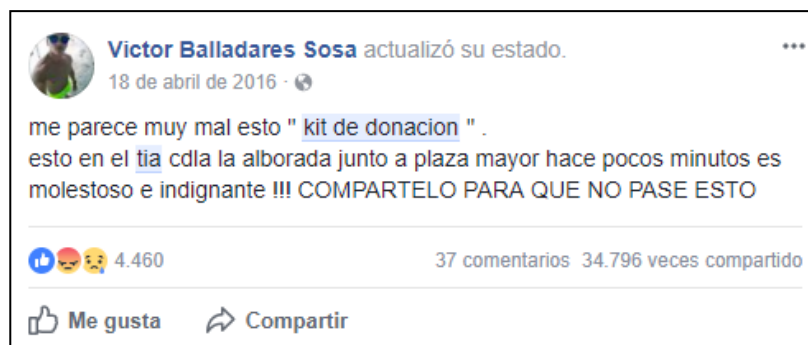 Victor Balladares Sosa actualizó su estado.
18 de abril de 2016 ·
me parece muy mal esto " kit de donacion " .
esto en el tia cdla la alborada junto a plaza mayor hace pocos minutos es
molestoso e indignante !!! COMPARTELO PARA QUE NO PASE ESTO
4.460 37 comentarios 34.796 veces compartido
Me gusta Compartir